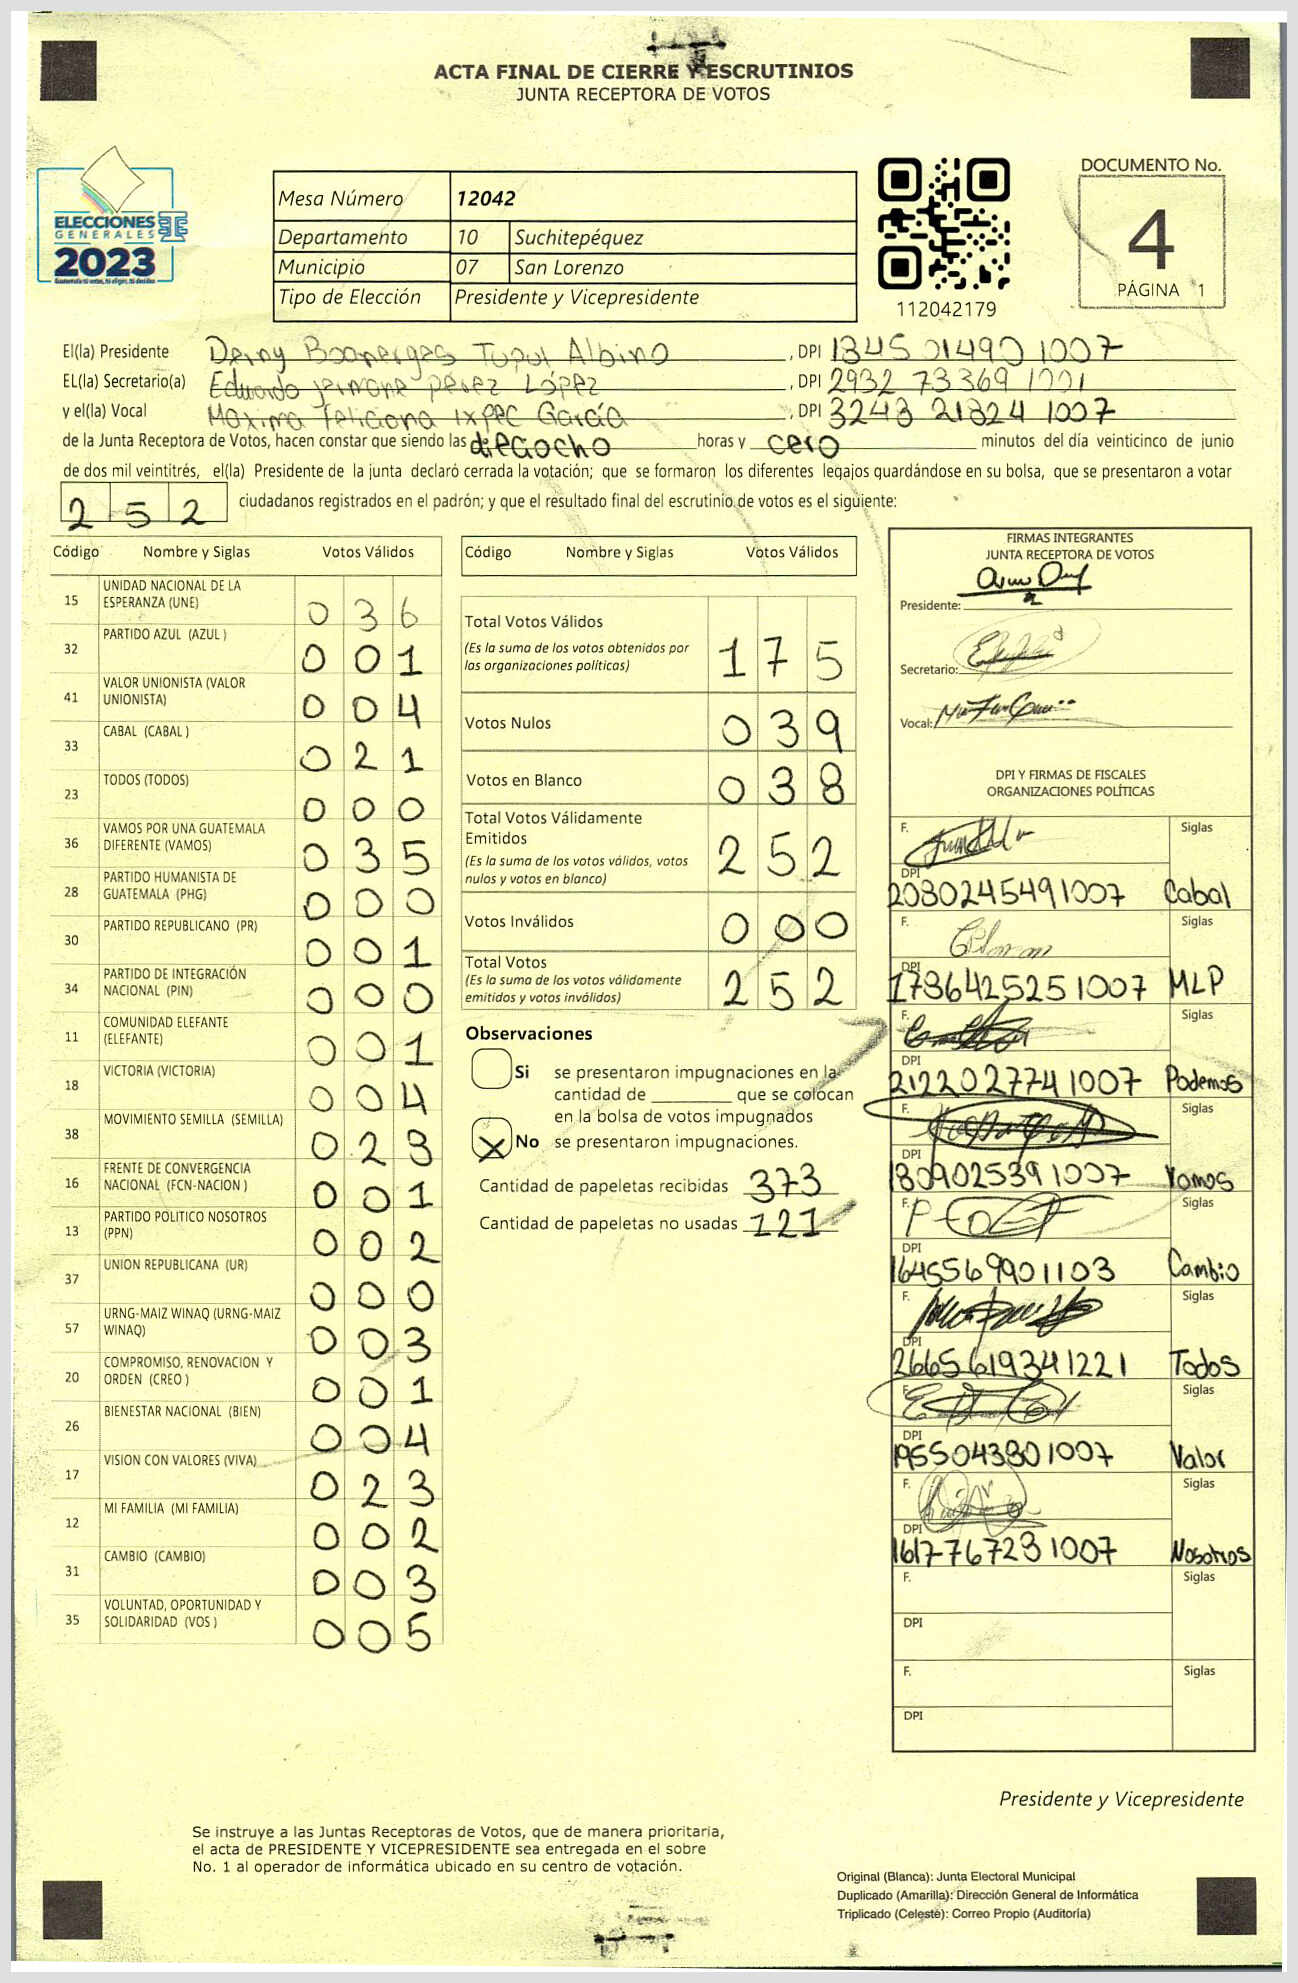 ACTA FINAL DE CIERRE Y ESCRUTINIOS
JUNTA RECEPTORA DE VOTOS
ELECCIONES
GENERALES
2023
Mesa Número 12042
Departamento 10 Suchitepéquez
Municipio 07 San Lorenzo
Tipo de Elección Presidente y Vicepresidente
112042179
DOCUMENTO No.
4
PÁGINA 1
El(la) Presidente Deiny Boanerges Tupul Albino, DPI 1345 01490 1007
EL(la) Secretario(a) Eduardo pérez López, DPI 2932 73369 1001
y el(la) Vocal Maxima feliciana Ixpec García, DPI 3243 21824 1007
de la Junta Receptora de Votos, hacen constar que siendo las dieciocho horas y cero minutos del día veinticinco de junio
de dos mil veintitrés, el(la) Presidente de la junta declaró cerrada la votación; que se formaron los diferentes legajos guardándose en su bolsa, que se presentaron a votar
252 ciudadanos registrados en el padrón; y que el resultado final del escrutinio de votos es el siguiente:
Código Nombre y Siglas Votos Válidos
15 UNIDAD NACIONAL DE LA ESPERANZA (UNE) 036
32 PARTIDO AZUL (AZUL ) 001
41 VALOR UNIONISTA (VALOR UNIONISTA) 004
33 CABAL (CABAL ) 021
23 TODOS (TODOS) 000
36 VAMOS POR UNA GUATEMALA DIFERENTE (VAMOS) 035
28 PARTIDO HUMANISTA DE GUATEMALA (PHG) 000
30 PARTIDO REPUBLICANO (PR) 001
34 PARTIDO DE INTEGRACIÓN NACIONAL (PIN) 000
11 COMUNIDAD ELEFANTE (ELEFANTE) 001
18 VICTORIA (VICTORIA) 004
38 MOVIMIENTO SEMILLA (SEMILLA) 028
16 FRENTE DE CONVERGENCIA NACIONAL (FCN-NACION ) 001
13 PARTIDO POLITICO NOSOTROS (PPN) 002
37 UNION REPUBLICANA (UR) 000
57 URNG-MAIZ WINAQ (URNG-MAIZ WINAQ) 003
20 COMPROMISO, RENOVACION Y ORDEN (CREO ) 001
26 BIENESTAR NACIONAL (BIEN) 004
17 VISION CON VALORES (VIVA) 023
12 MI FAMILIA (MI FAMILIA) 002
31 CAMBIO (CAMBIO) 003
35 VOLUNTAD, OPORTUNIDAD Y SOLIDARIDAD (VOS ) 005
Código Nombre y Siglas Votos Válidos
Total Votos Válidos 175
(Es la suma de los votos obtenidos por
las organizaciones políticas)
Votos Nulos 039
Votos en Blanco 038
Total Votos Válidamente
Emitidos 252
(Es la suma de los votos válidos, votos
nulos y votos en blanco)
Votos Inválidos 000
Total Votos 252
(Es la suma de los votos válidamente
emitidos y votos inválidos)
Observaciones
Si se presentaron impugnaciones en la
cantidad de ________ que se colocan
en la bolsa de votos impugnados
X No se presentaron impugnaciones.
Cantidad de papeletas recibidas 373
Cantidad de papeletas no usadas 121
FIRMAS INTEGRANTES
JUNTA RECEPTORA DE VOTOS
Presidente:
Secretario:
Vocal:
DPI Y FIRMAS DE FISCALES
ORGANIZACIONES POLÍTICAS
F. Siglas
DPI
2080245491007 Cabal
F. Siglas
DPI
1736425251007 MLP
F. Siglas
DPI
2122027741007 Podemos
F. Siglas
DPI
1809025391007 Vamos
F. Siglas
DPI
1645569901103 Cambio
F. Siglas
DPI
2665619341221 Todos
F. Siglas
DPI
1955043801007 Valor
F. Siglas
DPI
1617767231007 Nosotros
F. Siglas
DPI
F. Siglas
DPI
Presidente y Vicepresidente
Se instruye a las Juntas Receptoras de Votos, que de manera prioritaria,
el acta de PRESIDENTE Y VICEPRESIDENTE sea entregada en el sobre
No. 1 al operador de informática ubicado en su centro de votación.
Original (Blanca): Junta Electoral Municipal
Duplicado (Amarilla): Dirección General de Informática
Triplicado (Celeste): Correo Propio (Auditoría)